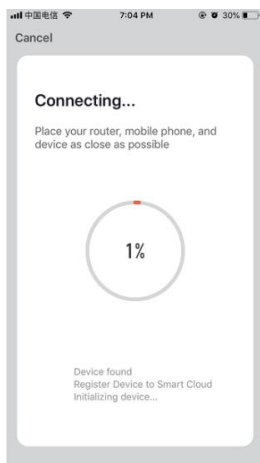 中国电信 7:04 PM 30%
Cancel
Connecting...
Place your router, mobile phone, and
device as close as possible
1%
Device found
Register Device to Smart Cloud
Initializing device...